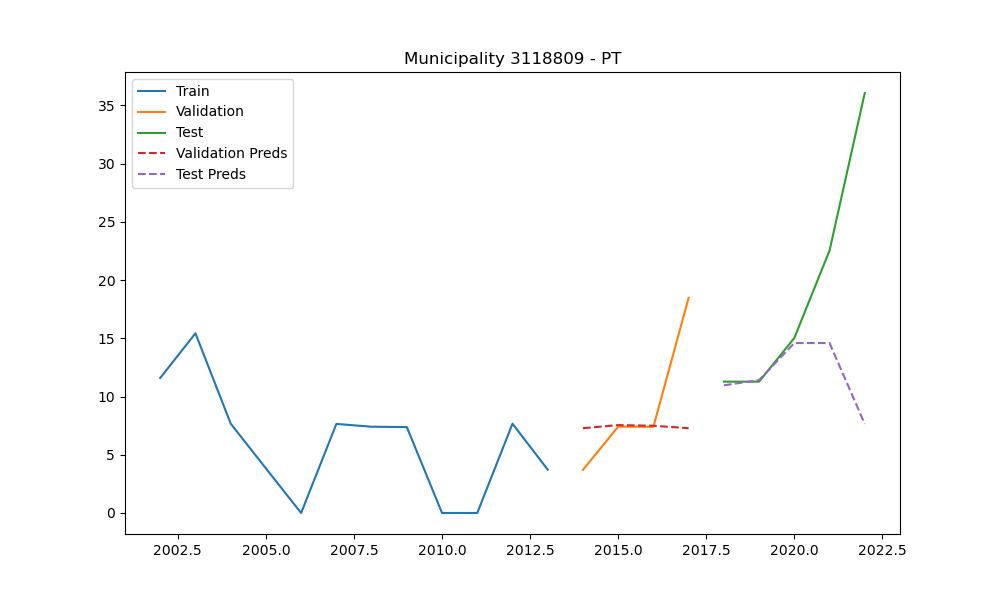 Municipality 3118809 - PT
Train
Validation
Test
Validation Preds
Test Preds
35
30
25
20
15
10
5
0
2002.5 2005.0 2007.5 2010.0 2012.5 2015.0 2017.5 2020.0 2022.5